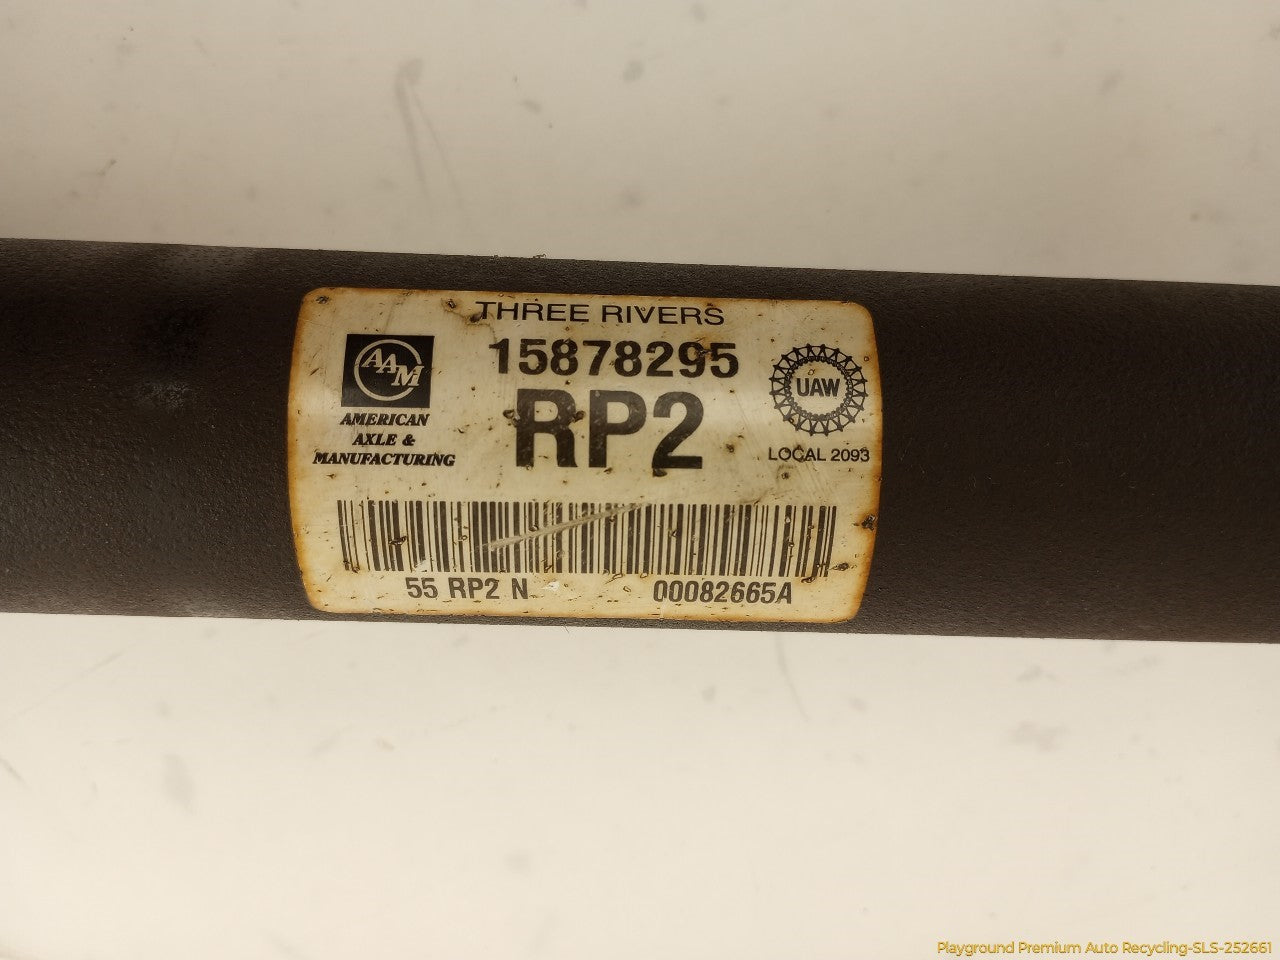 THREE RIVERS
15878295
RP2
AAM
AMERICAN
AXLE &
MANUFACTURING
UAW
LOCAL 2093
55 RP2 N
00082665A
Playground Premium Auto Recycling-SLS-252661